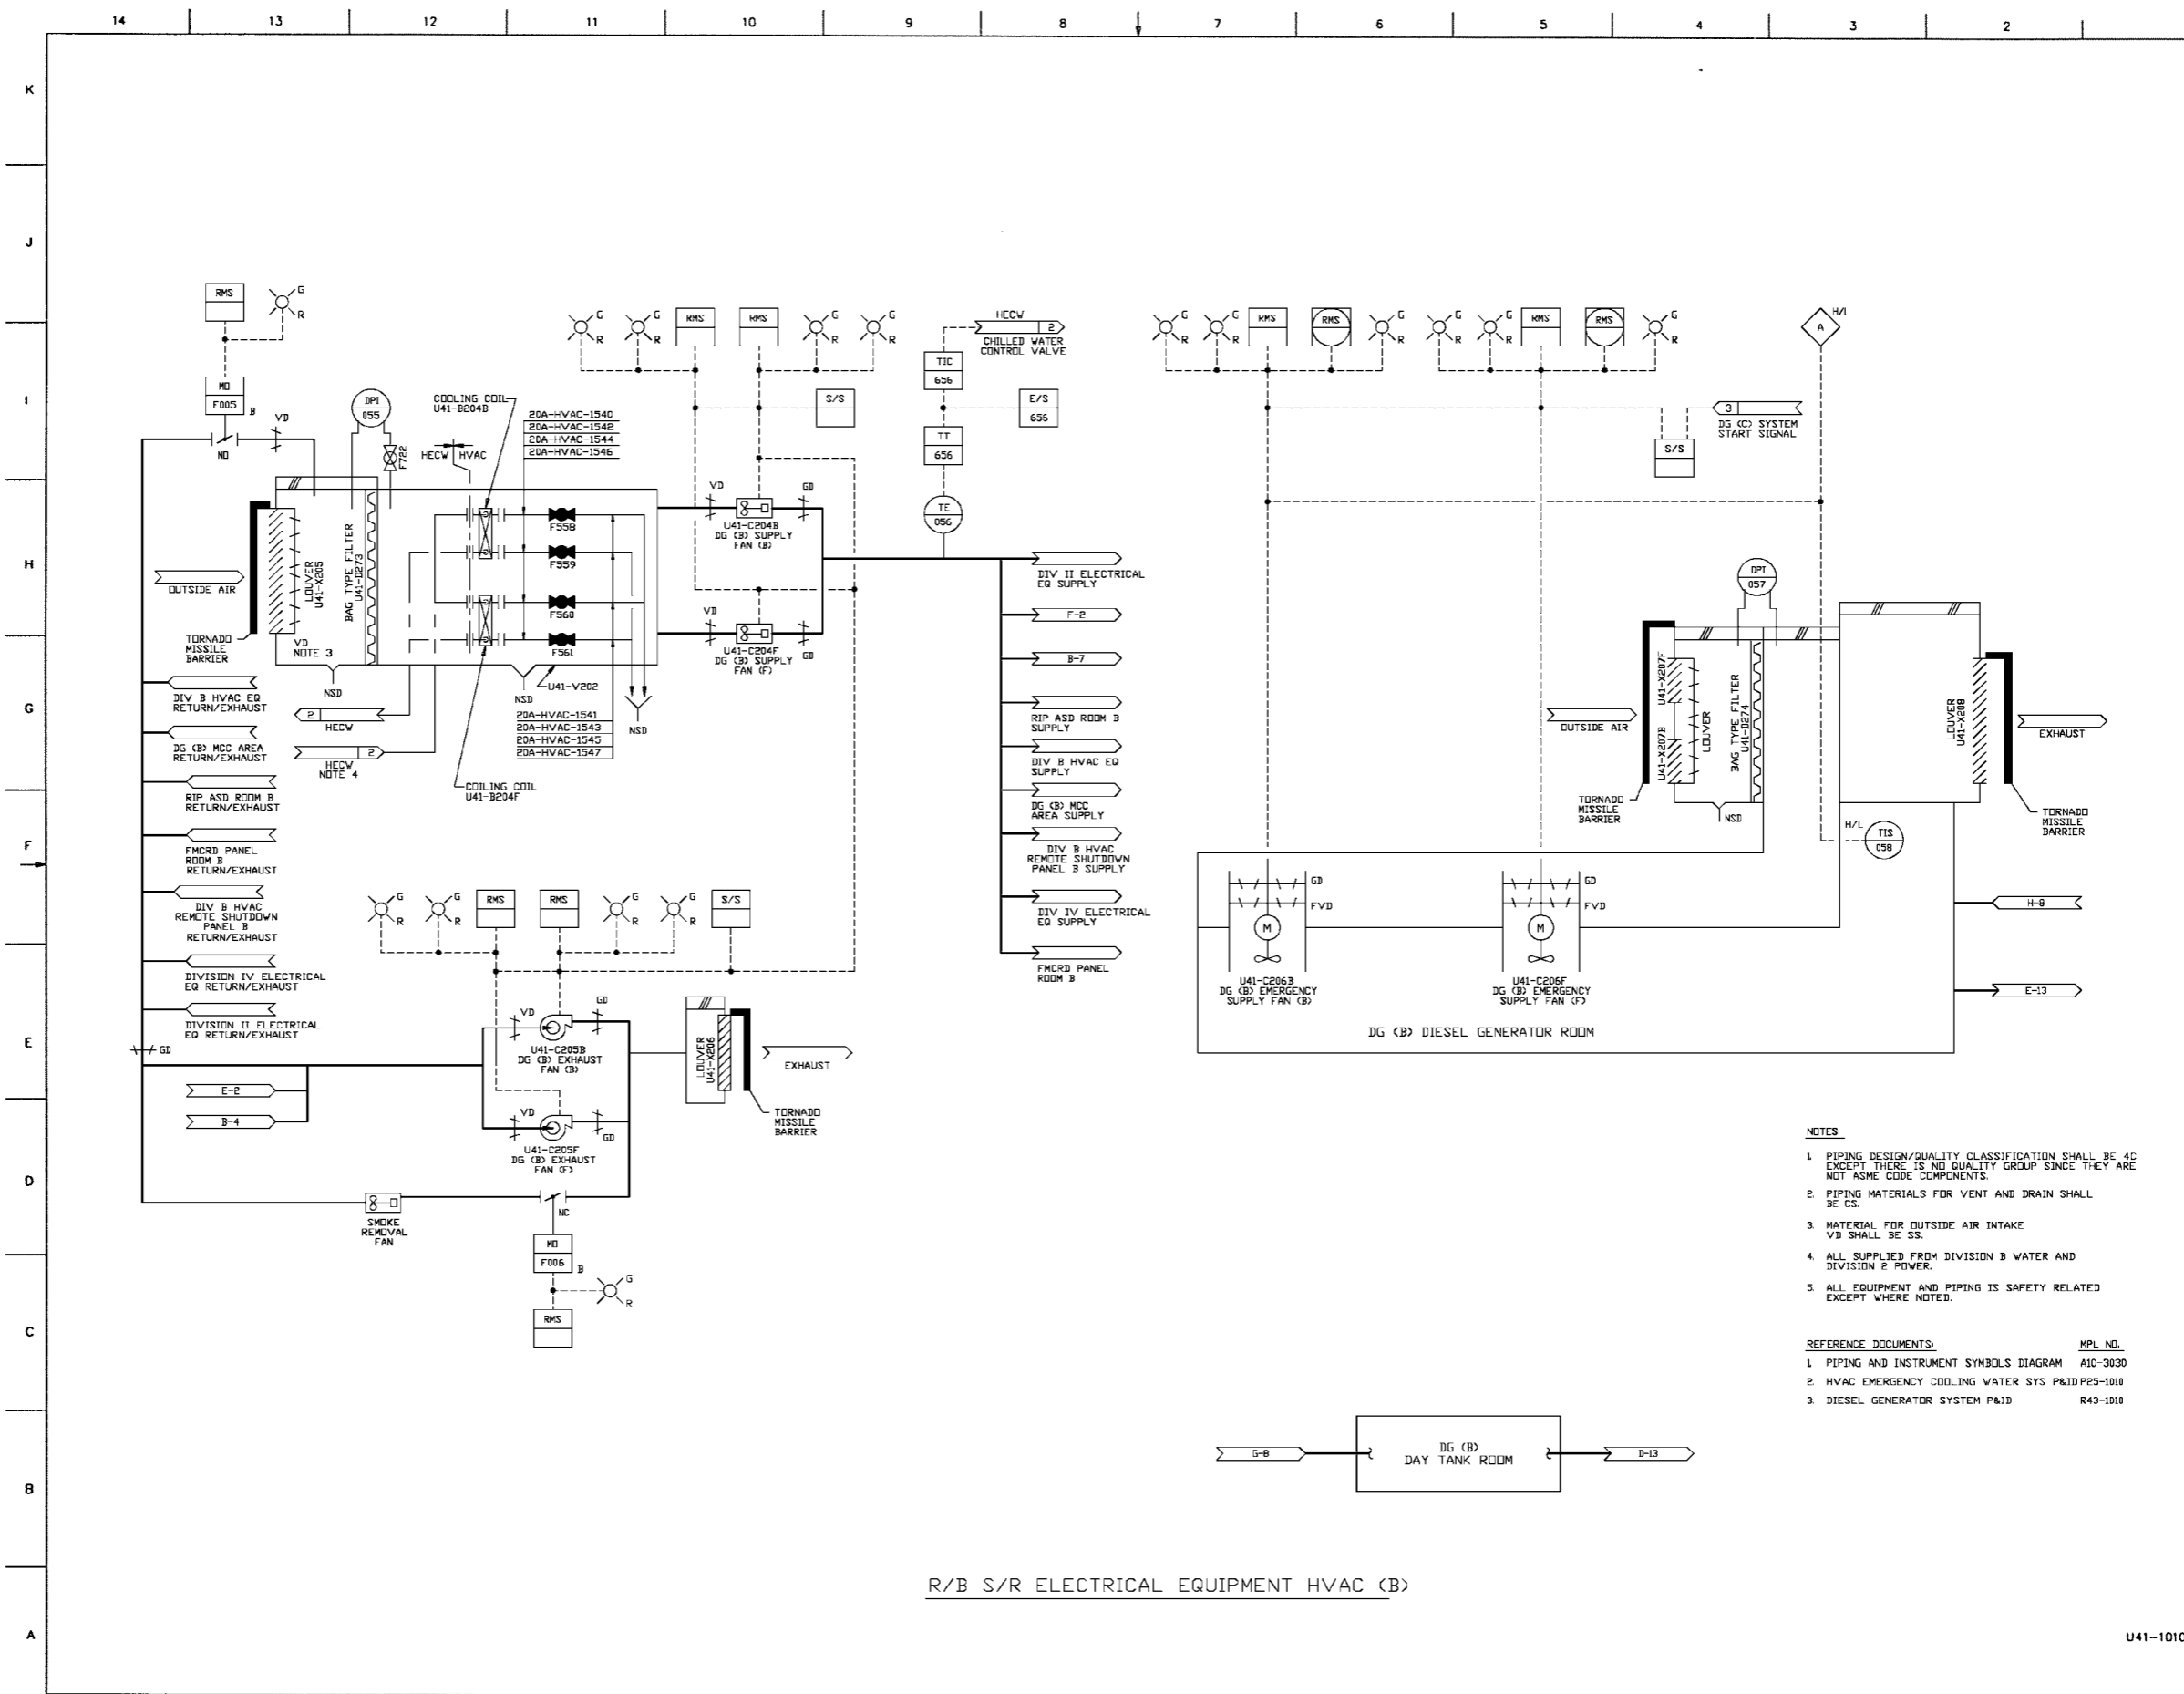 14 13 12 11 10 9 8 7 6 5 4 3 2
K
J
I
H
G
F
E
D
C
B
A
RMS
G
R
MO
F005
B
VD
NO
DPI
055
F722
COOLING COIL
U41-B204B
HECW HVAC
20A-HVAC-1540
20A-HVAC-1542
20A-HVAC-1544
20A-HVAC-1546
OUTSIDE AIR
TORNADO
MISSILE
BARRIER
LOUVER
U41-X205
VD
NOTE 3
BAG TYPE FILTER
U41-D273
NSD
F558
F559
F560
F561
NSD
U41-V202
NSD
20A-HVAC-1541
20A-HVAC-1543
20A-HVAC-1545
20A-HVAC-1547
2
HECW
2
HECW
NOTE 4
COILING COIL
U41-B204F
DIV B HVAC EQ
RETURN/EXHAUST
DG (B) MCC AREA
RETURN/EXHAUST
RIP ASD ROOM B
RETURN/EXHAUST
FMCRD PANEL
ROOM B
RETURN/EXHAUST
DIV B HVAC
REMOTE SHUTDOWN
PANEL B
RETURN/EXHAUST
DIVISION IV ELECTRICAL
EQ RETURN/EXHAUST
DIVISION II ELECTRICAL
EQ RETURN/EXHAUST
GD
E-2
B-4
G
R
G
R
RMS
RMS
G
R
G
R
S/S
VD
GD
U41-C204B
DG (B) SUPPLY
FAN (B)
VD
GD
U41-C204F
DG (B) SUPPLY
FAN (F)
HECW
2
CHILLED WATER
CONTROL VALVE
TIC
656
E/S
656
TT
656
TE
056
DIV II ELECTRICAL
EQ SUPPLY
F-2
B-7
RIP ASD ROOM B
SUPPLY
DIV B HVAC EQ
SUPPLY
DG (B) MCC
AREA SUPPLY
DIV B HVAC
REMOTE SHUTDOWN
PANEL B SUPPLY
DIV IV ELECTRICAL
EQ SUPPLY
FMCRD PANEL
ROOM B
G
R
G
R
RMS
RMS
G
R
G
R
S/S
VD
GD
U41-C205B
DG (B) EXHAUST
FAN (B)
VD
GD
U41-C205F
DG (B) EXHAUST
FAN (F)
LOUVER
U41-X206
EXHAUST
TORNADO
MISSILE
BARRIER
SMOKE
REMOVAL
FAN
NC
MO
F006
B
G
R
RMS
G
R
G
R
RMS
RMS
G
R
G
R
G
R
RMS
RMS
G
R
A
H/L
3
DG (C) SYSTEM
START SIGNAL
S/S
DPI
057
OUTSIDE AIR
U41-X207F
U41-X207B
LOUVER
BAG TYPE FILTER
U41-D274
TORNADO
MISSILE
BARRIER
NSD
LOUVER
U41-X208
EXHAUST
TORNADO
MISSILE
BARRIER
H/L
TIS
058
GD
FVD
M
U41-C206B
DG (B) EMERGENCY
SUPPLY FAN (B)
GD
FVD
M
U41-C206F
DG (B) EMERGENCY
SUPPLY FAN (F)
DG (B) DIESEL GENERATOR ROOM
H-8
E-13
NOTES:
1 PIPING DESIGN/QUALITY CLASSIFICATION SHALL BE 4C
EXCEPT THERE IS NO QUALITY GROUP SINCE THEY ARE
NOT ASME CODE COMPONENTS.
2. PIPING MATERIALS FOR VENT AND DRAIN SHALL
BE CS.
3. MATERIAL FOR OUTSIDE AIR INTAKE
VD SHALL BE SS.
4. ALL SUPPLIED FROM DIVISION B WATER AND
DIVISION 2 POWER.
5. ALL EQUIPMENT AND PIPING IS SAFETY RELATED
EXCEPT WHERE NOTED.
REFERENCE DOCUMENTS: MPL NO.
1 PIPING AND INSTRUMENT SYMBOLS DIAGRAM A10-3030
2. HVAC EMERGENCY COOLING WATER SYS P&ID P25-1010
3. DIESEL GENERATOR SYSTEM P&ID R43-1010
G-8
DG (B)
DAY TANK ROOM
D-13
R/B S/R ELECTRICAL EQUIPMENT HVAC (B)
U41-1010